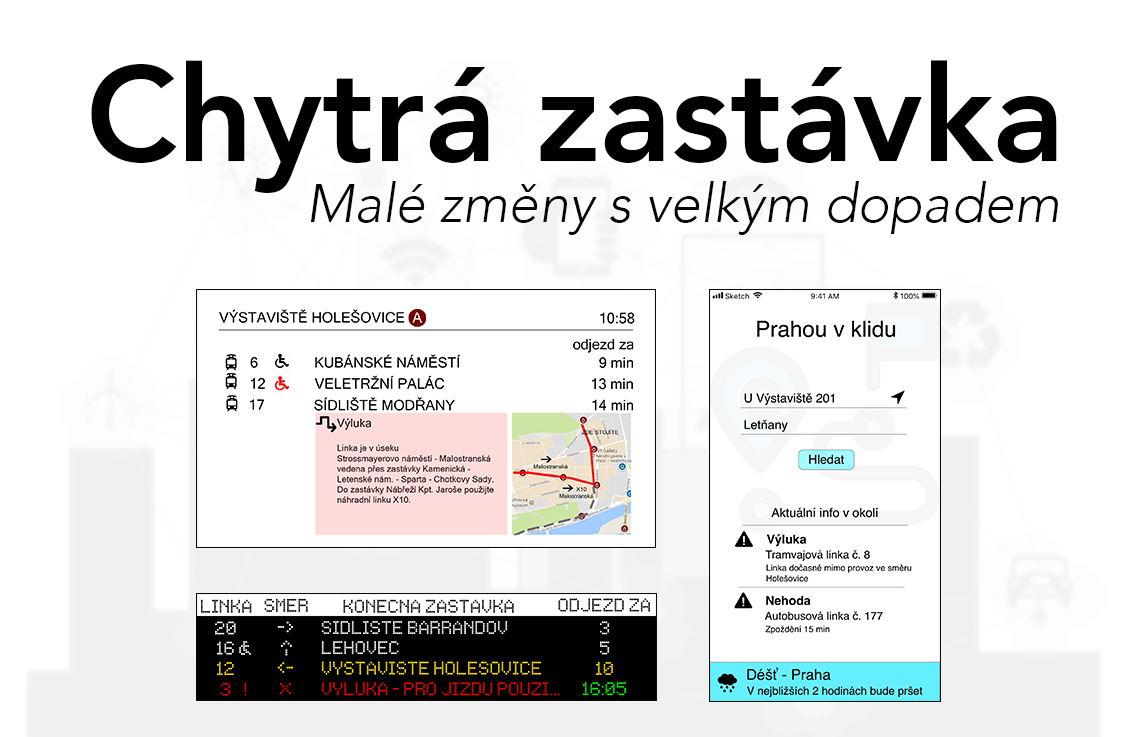 Chytrá zastávka
Malé změny s velkým dopadem
VÝSTAVIŠTĚ HOLEŠOVICE A 10:58
odjezd za
6 KUBÁNSKÉ NÁMĚSTÍ 9 min
12 VELETRŽNÍ PALÁC 13 min
17 SÍDLIŠTĚ MODŘANY 14 min
Výluka
Linka je v úseku
Strossmayerovo náměstí - Malostranská
vedena přes zastávky Kamenická -
Letenské nám. - Sparta - Chotkovy Sady.
Do zastávky Nábřeží Kpt. Jaroše použijte
náhradní linku X10.
ZDE STOJÍTE
Malostranská
X10
Malostranská
LINKA SMER KONECNA ZASTAVKA ODJEZD ZA
20 -> SIDLISTE BARRANDOV 3
16 LEHOVEC 5
12 <- VYSTAVISTE HOLESOVICE 10
3 ! X VYLUKA - PRO JIZDU POUZI... 16:05
Sketch 9:41 AM 100%
Prahou v klidu
U Výstaviště 201
Letňany
Hledat
Aktuální info v okolí
Výluka
Tramvajová linka č. 8
Linka dočasně mimo provoz ve směru
Holešovice
Nehoda
Autobusová linka č. 177
Zpoždění 15 min
Déšť - Praha
V nejbližších 2 hodinách bude pršet